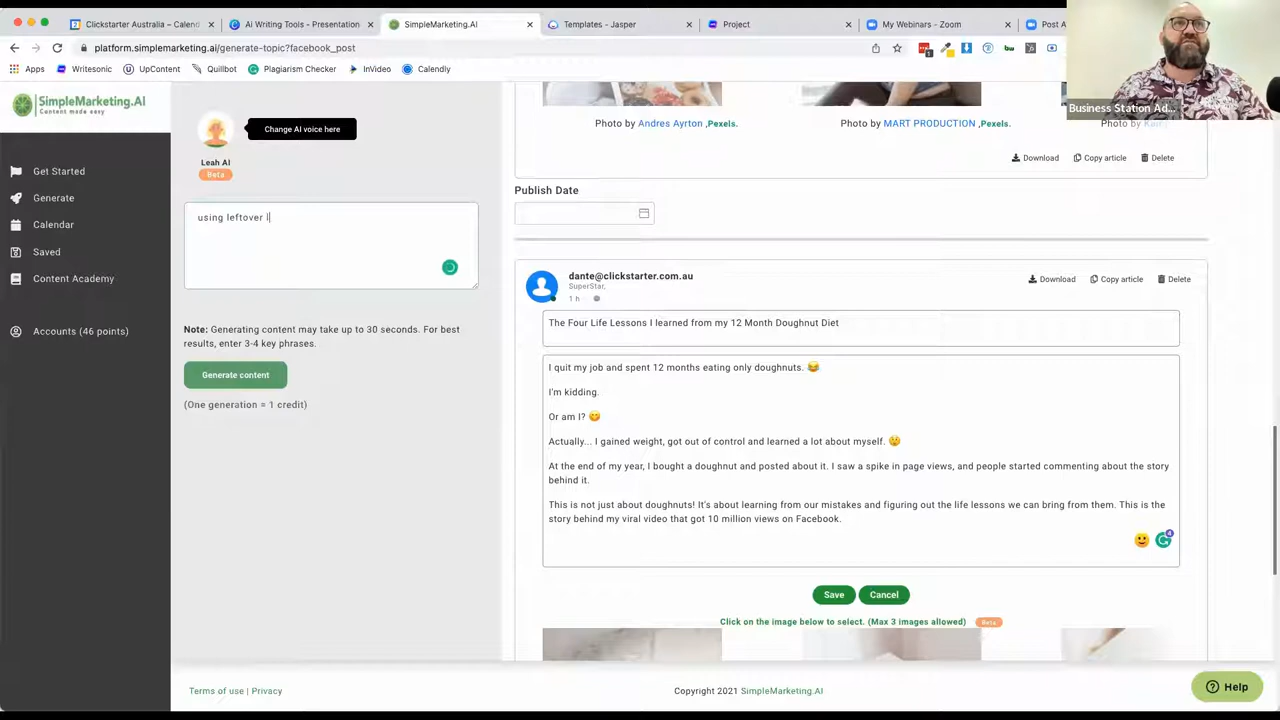 Clickstarter Australia – Calend
Ai Writing Tools – Presentation
SimpleMarketing.AI
Templates - Jasper
Project
My Webinars - Zoom
Post A
platform.simplemarketing.ai/generate-topic?facebook_post
Apps
Writesonic
UpContent
Quillbot
Plagiarism Checker
InVideo
Calendly
Business Station Ad...
SimpleMarketing.AI
Content made easy
Get Started
Generate
Calendar
Saved
Content Academy
Accounts (46 points)
Change AI voice here
Leah AI
Beta
using leftover l
Note: Generating content may take up to 30 seconds. For best
results, enter 3-4 key phrases.
Generate content
(One generation = 1 credit)
Photo by Andres Ayrton ,Pexels.
Photo by MART PRODUCTION ,Pexels.
Photo by
Download
Copy article
Delete
Publish Date
dante@clickstarter.com.au
SuperStar,
1 h
Download
Copy article
Delete
The Four Life Lessons I learned from my 12 Month Doughnut Diet
I quit my job and spent 12 months eating only doughnuts. 😂
I'm kidding.
Or am I? 😋
Actually... I gained weight, got out of control and learned a lot about myself. 🤫
At the end of my year, I bought a doughnut and posted about it. I saw a spike in page views, and people started commenting about the story
behind it.
This is not just about doughnuts! It's about learning from our mistakes and figuring out the life lessons we can bring from them. This is the
story behind my viral video that got 10 million views on Facebook.
Save
Cancel
Click on the image below to select. (Max 3 images allowed)
Beta
Terms of use | Privacy
Copyright 2021 SimpleMarketing.AI
Help